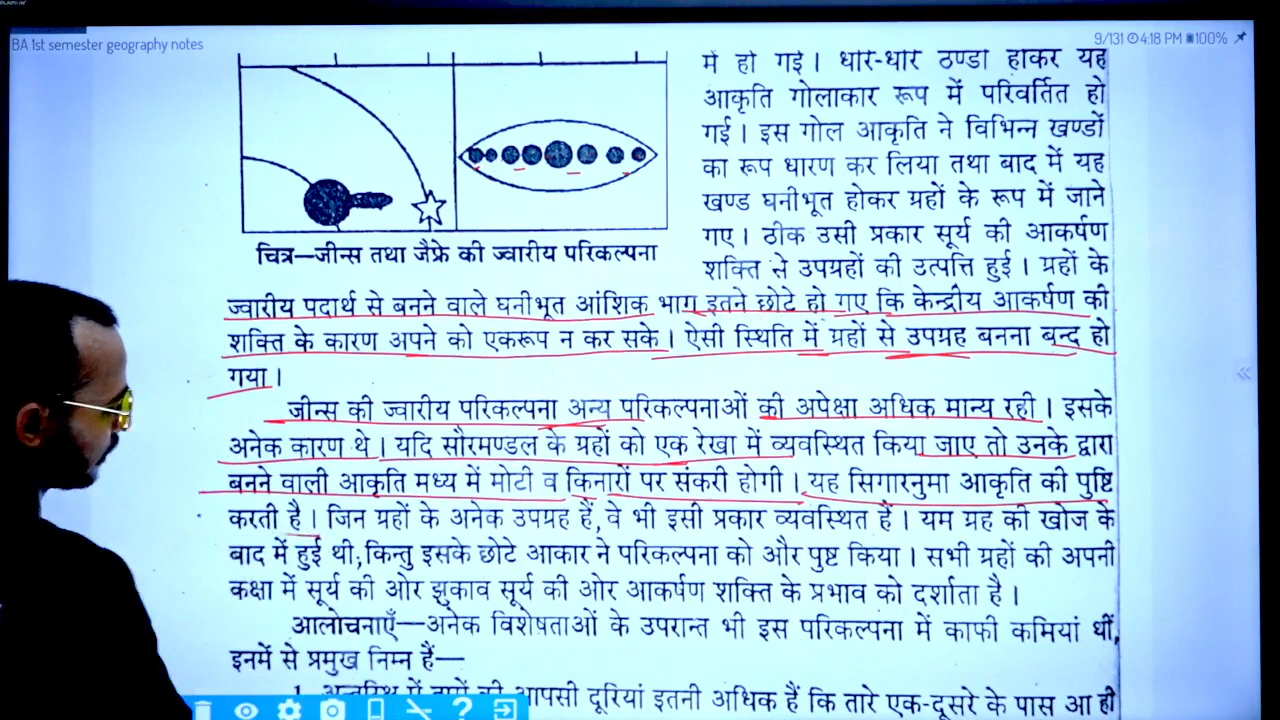 BA 1st semester geography notes
9/131 4:18 PM 100%
में हो गई। धीरे-धीरे ठण्डा होकर यह
आकृति गोलाकार रूप में परिवर्तित हो
गई। इस गोल आकृति ने विभिन्न खण्डों
का रूप धारण कर लिया तथा बाद में यह
खण्ड घनीभूत होकर ग्रहों के रूप में जाने
गए। ठीक उसी प्रकार सूर्य की आकर्षण
शक्ति ने उपग्रहों की उत्पत्ति हुई। ग्रहों के
चित्र—जीन्स तथा जैफ्रे की ज्वारीय परिकल्पना
ज्वारीय पदार्थ से बनने वाले घनीभूत आंशिक भाग इतने छोटे हो गए कि केन्द्रीय आकर्षण की
शक्ति के कारण अपने को एकरूप न कर सके। ऐसी स्थिति में ग्रहों से उपग्रह बनना बन्द हो
गया।
जीन्स की ज्वारीय परिकल्पना अन्य परिकल्पनाओं की अपेक्षा अधिक मान्य रही। इसके
अनेक कारण थे। यदि सौरमण्डल के ग्रहों को एक रेखा में व्यवस्थित किया जाए तो उनके द्वारा
बनने वाली आकृति मध्य में मोटी व किनारों पर संकरी होगी। यह सिगारनुमा आकृति की पुष्टि
करती है। जिन ग्रहों के अनेक उपग्रह हैं, वे भी इसी प्रकार व्यवस्थित हैं। यम ग्रह की खोज के
बाद में हुई थी; किन्तु इसके छोटे आकार ने परिकल्पना को और पुष्ट किया। सभी ग्रहों की अपनी
कक्षा में सूर्य की ओर झुकाव सूर्य की ओर आकर्षण शक्ति के प्रभाव को दर्शाता है।
आलोचनाएँ—अनेक विशेषताओं के उपरान्त भी इस परिकल्पना में काफी कमियां थीं,
इनमें से प्रमुख निम्न हैं—
1. आपसी दूरियां इतनी अधिक हैं कि तारे एक-दूसरे के पास आ ही